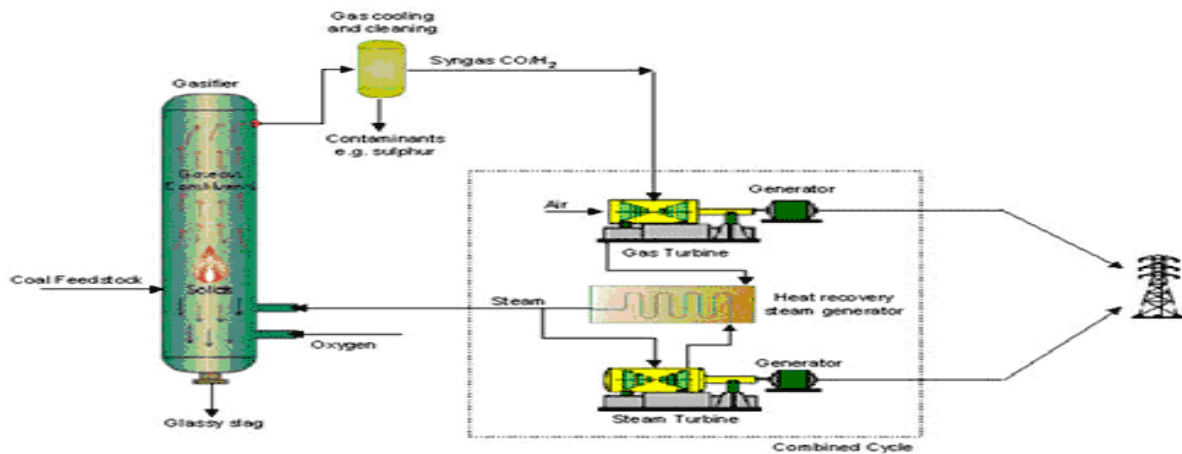 Gas cooling
and cleaning
Syngas CO/H₂
Gasifier
Contaminants
e.g. sulphur
Gaseous
Constituents
Generator
Air
Gas Turbine
Coal Feedstock
Solids
Steam
Heat recovery
steam generator
Oxygen
Generator
Steam Turbine
Glassy slag
Combined Cycle